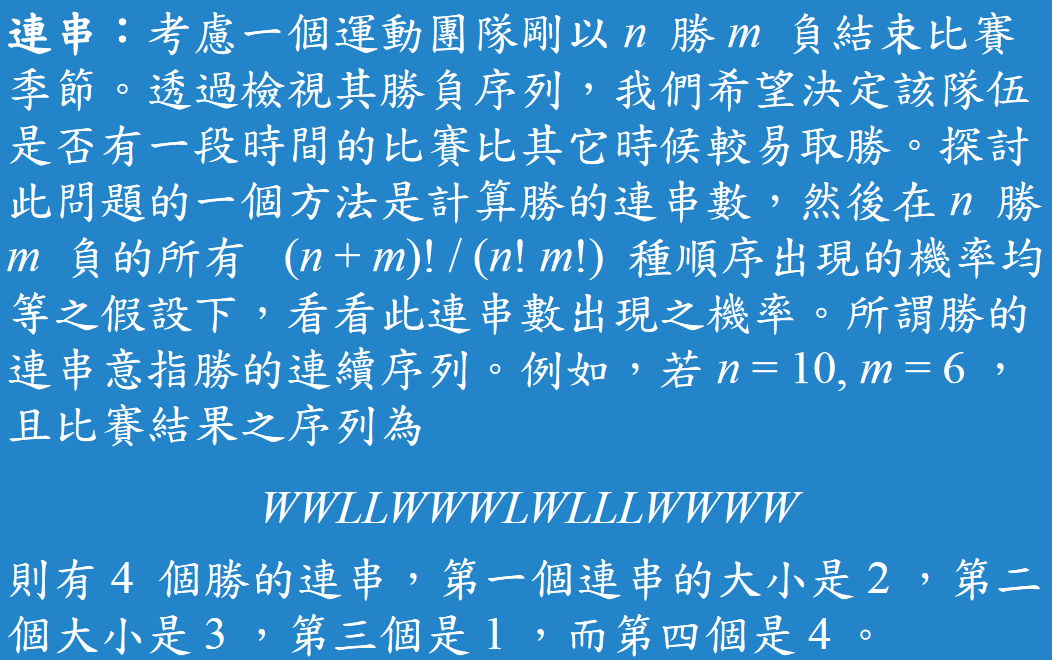 連串：考慮一個運動團隊剛以 n 勝 m 負結束比賽
季節。透過檢視其勝負序列，我們希望決定該隊伍
是否有一段時間的比賽比其它時候較易取勝。探討
此問題的一個方法是計算勝的連串數，然後在 n 勝
m 負的所有 (n + m)! / (n! m!) 種順序出現的機率均
等之假設下，看看此連串數出現之機率。所謂勝的
連串意指勝的連續序列。例如，若 n = 10, m = 6 ，
且比賽結果之序列為
WWLLWWWLWLLLWWWW
則有 4 個勝的連串，第一個連串的大小是 2 ，第二
個大小是 3 ，第三個是 1 ，而第四個是 4 。